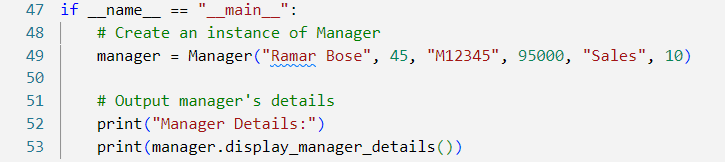 47 if __name__ == "__main__":
48     # Create an instance of Manager
49     manager = Manager("Ramar Bose", 45, "M12345", 95000, "Sales", 10)
50
51     # Output manager's details
52     print("Manager Details:")
53     print(manager.display_manager_details())